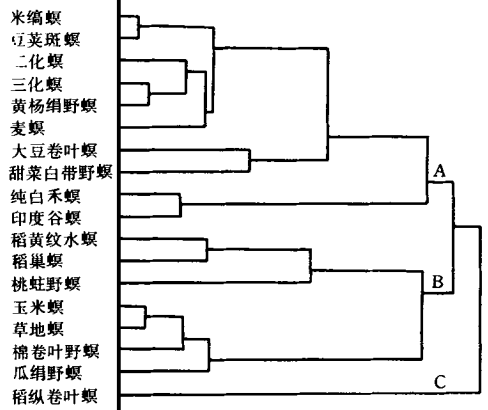 米缟螟
豆荚斑螟
二化螟
三化螟
黄杨绢野螟
麦螟
大豆卷叶螟
甜菜白带野螟
纯白禾螟
印度谷螟
稻黄纹水螟
稻巢螟
桃蛀野螟
玉米螟
草地螟
棉卷叶野螟
瓜绢野螟
稻纵卷叶螟
A
B
C